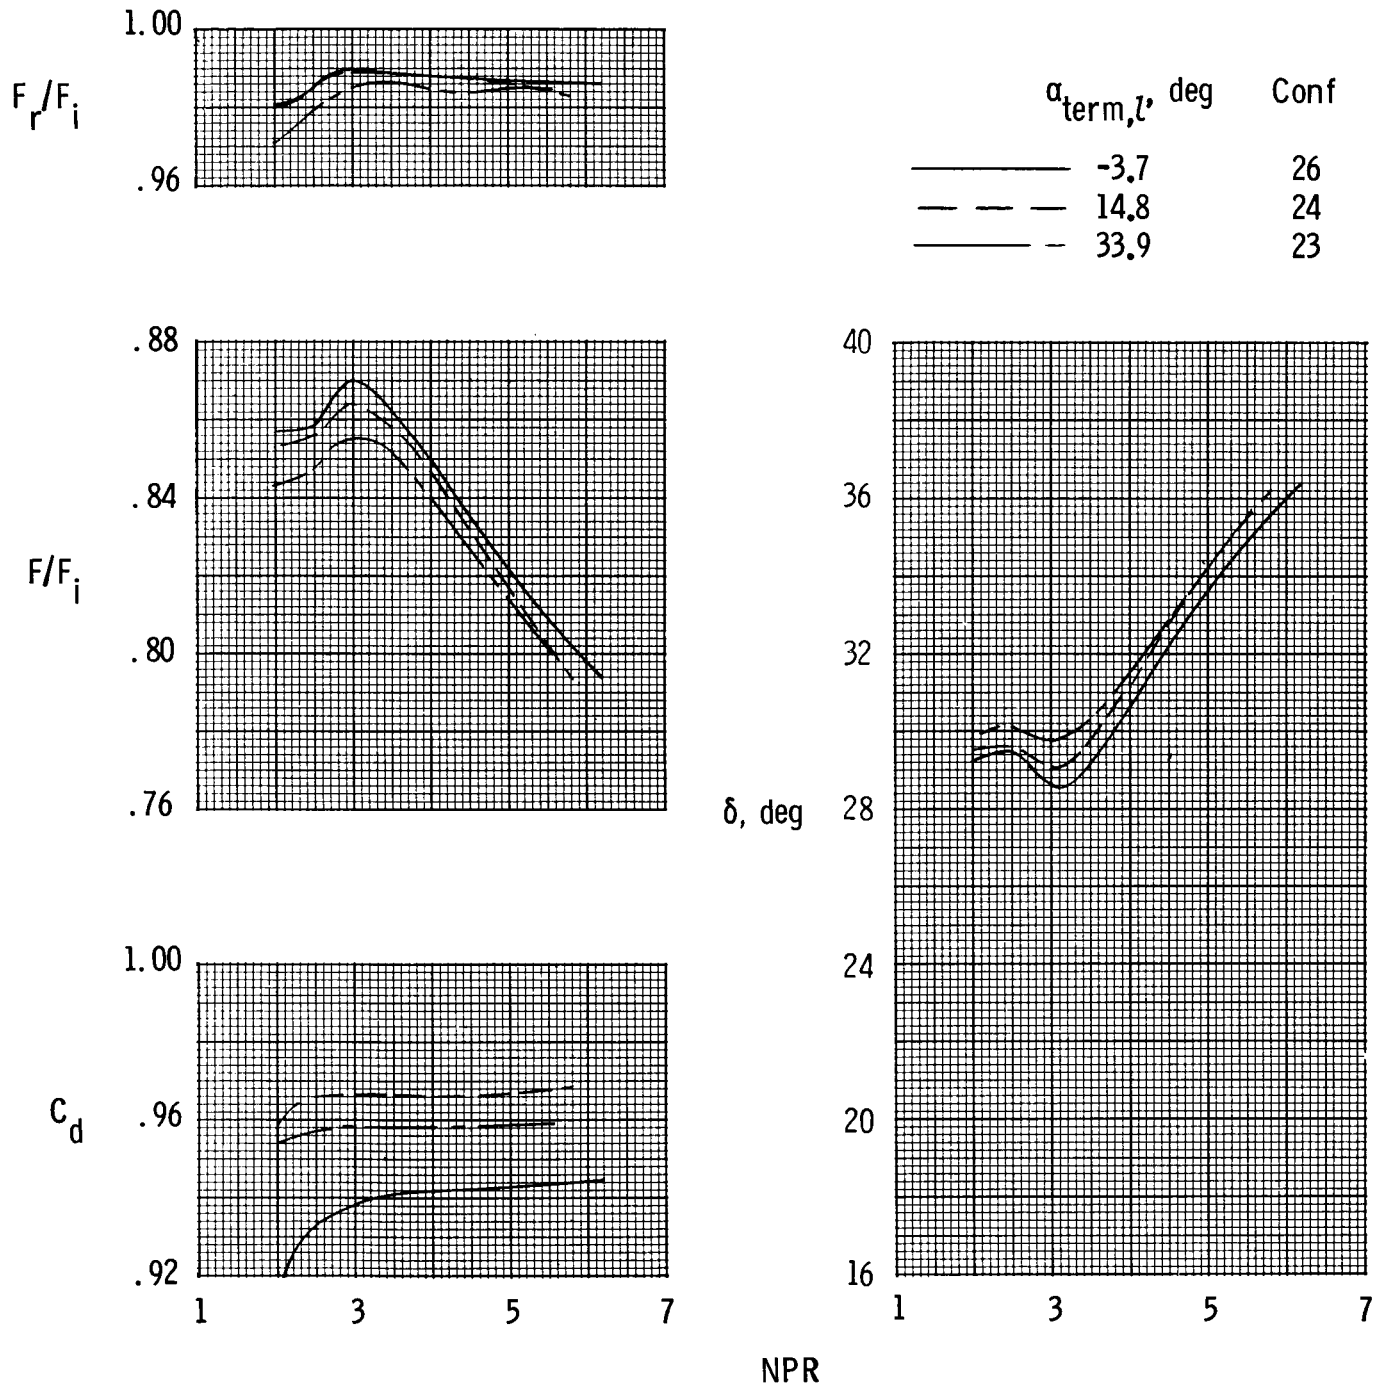 1.00
F_r/F_i
.96
α_term,l, deg Conf
-3.7 26
14.8 24
33.9 23
.88
.84
F/F_i
.80
.76
40
36
32
δ, deg 28
24
20
16
1.00
C_d
.96
.92
1 3 5 7
1 3 5 7
NPR